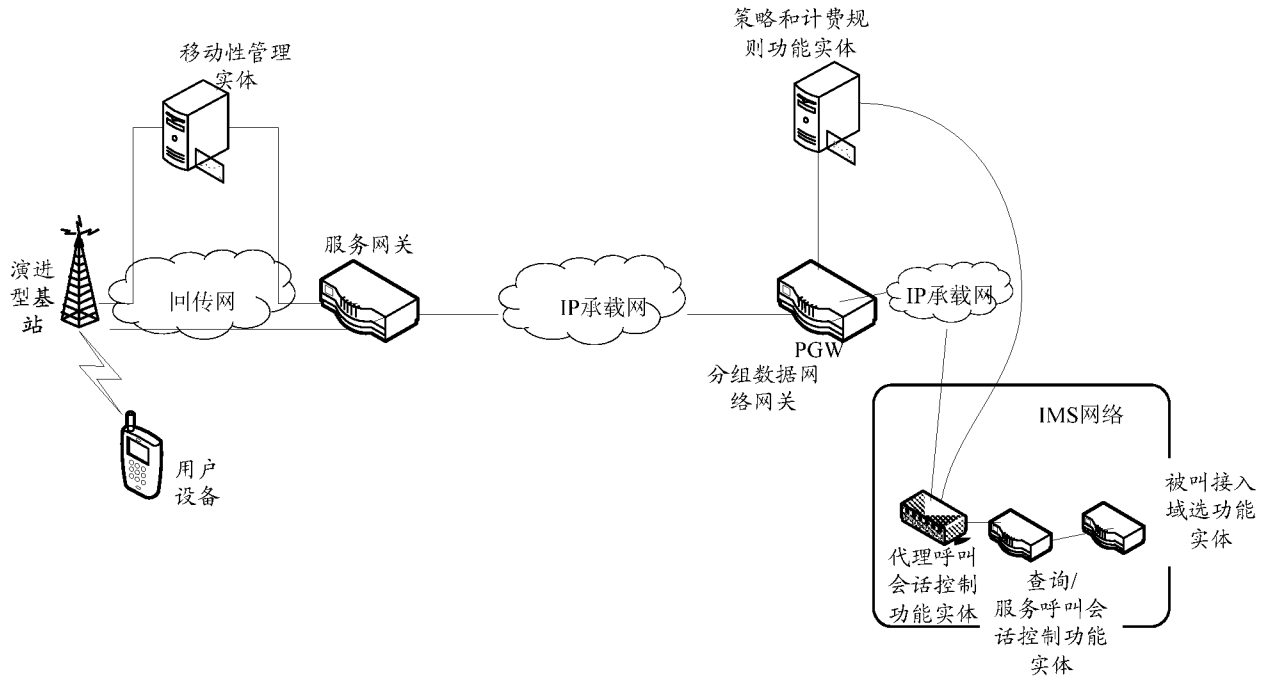 移动性管理
实体
策略和计费规
则功能实体
服务网关
演进
型基
站
回传网
IP承载网
IP承载网
PGW
分组数据网
络网关
用户
设备
IMS网络
被叫接入
域选功能
实体
代理呼叫
会话控制
功能实体
查询/
服务呼叫会
话控制功能
实体